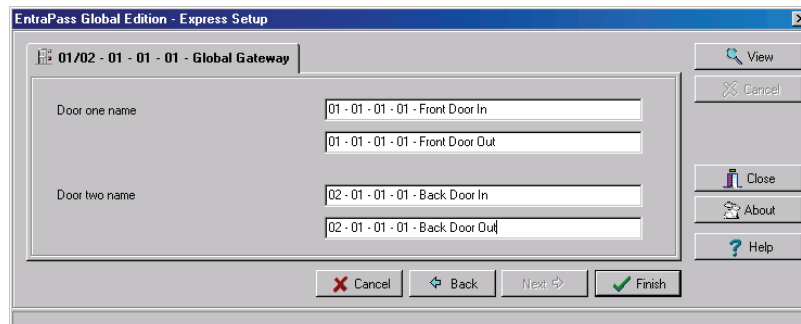 EntraPass Global Edition - Express Setup
01/02 - 01 - 01 - 01 - Global Gateway
View
Cancel
Door one name
01 - 01 - 01 - 01 - Front Door In
01 - 01 - 01 - 01 - Front Door Out
Door two name
02 - 01 - 01 - 01 - Back Door In
02 - 01 - 01 - 01 - Back Door Out
Close
About
Help
Cancel
Back
Next
Finish